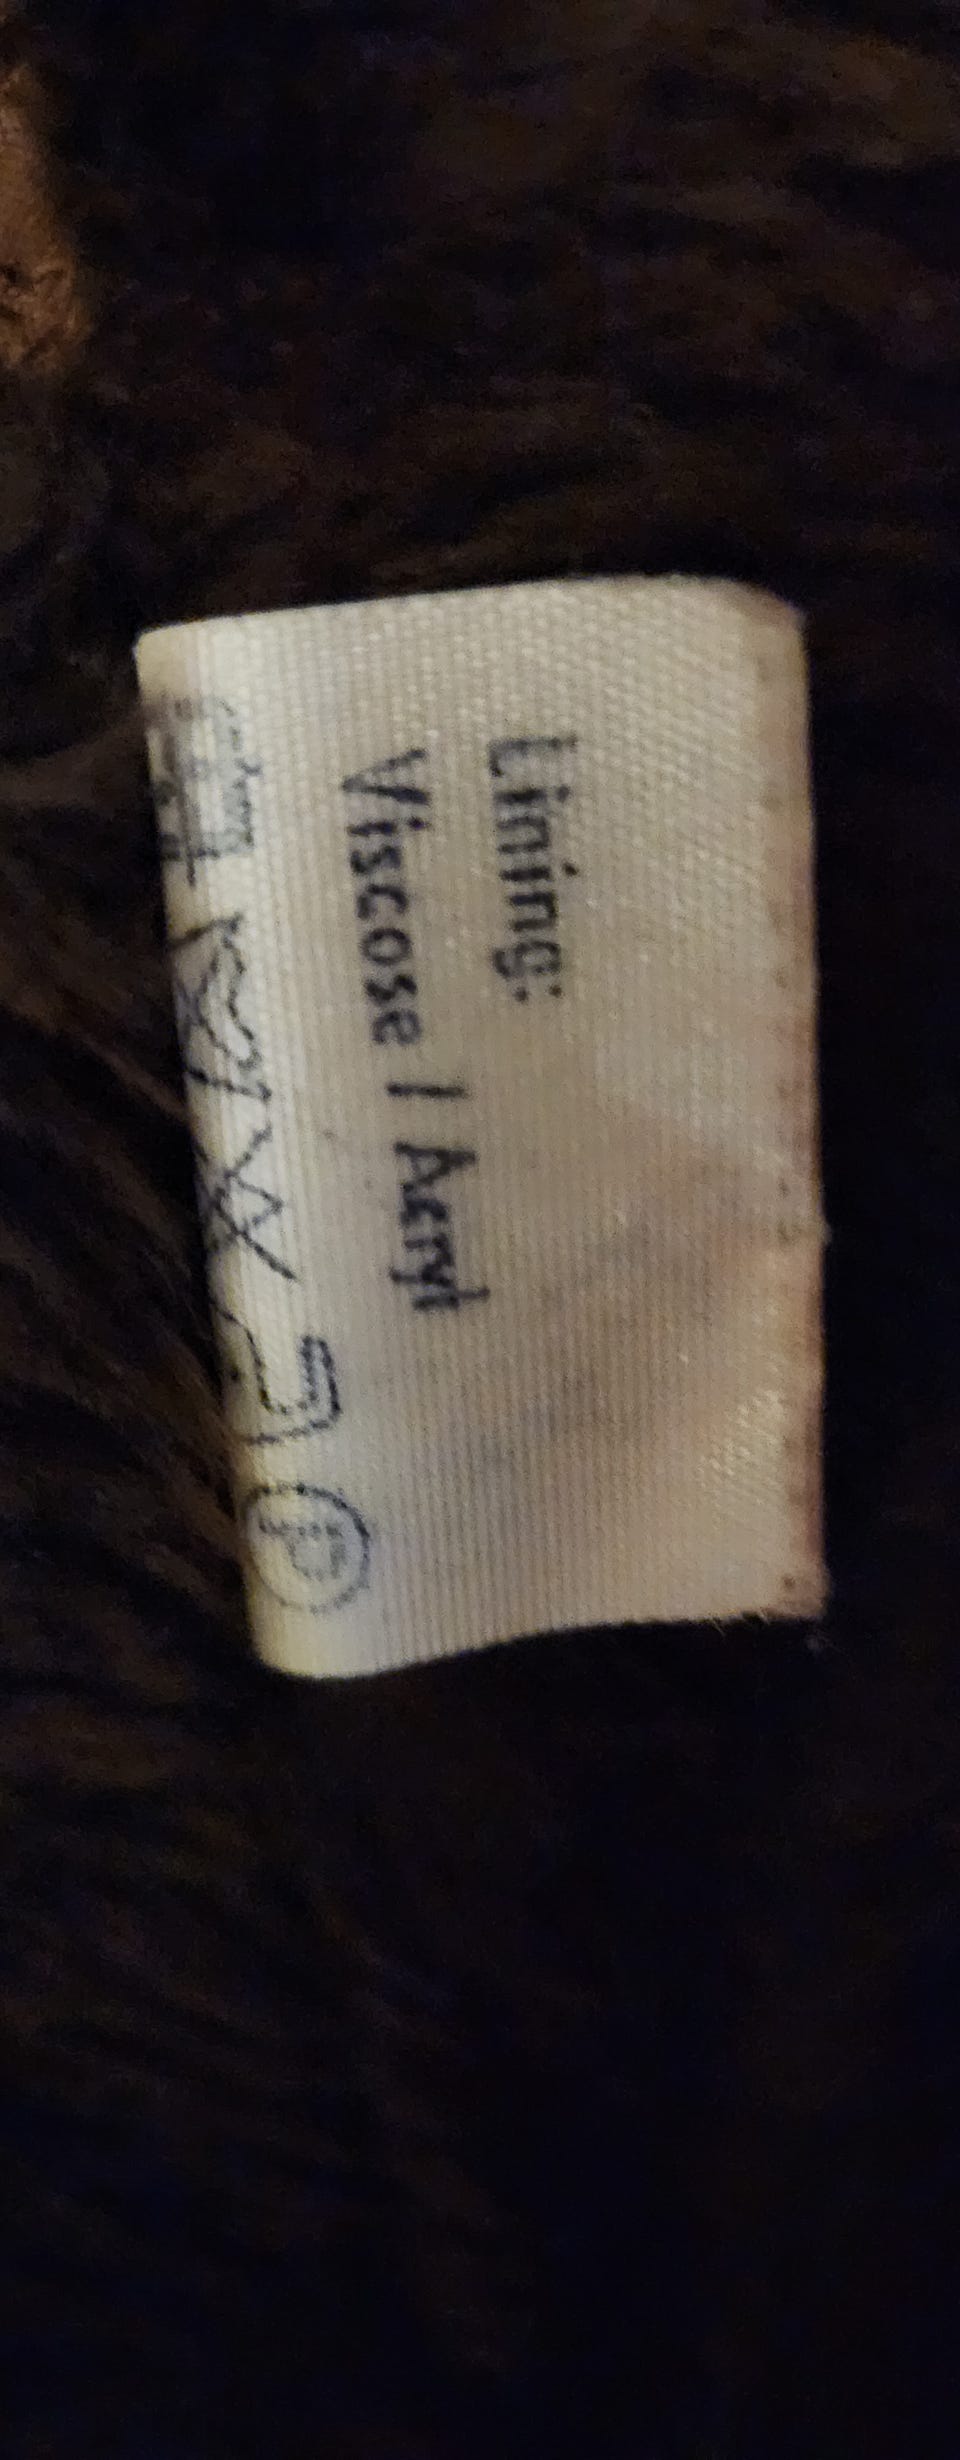 Lining:
Viscose / Acryl
P